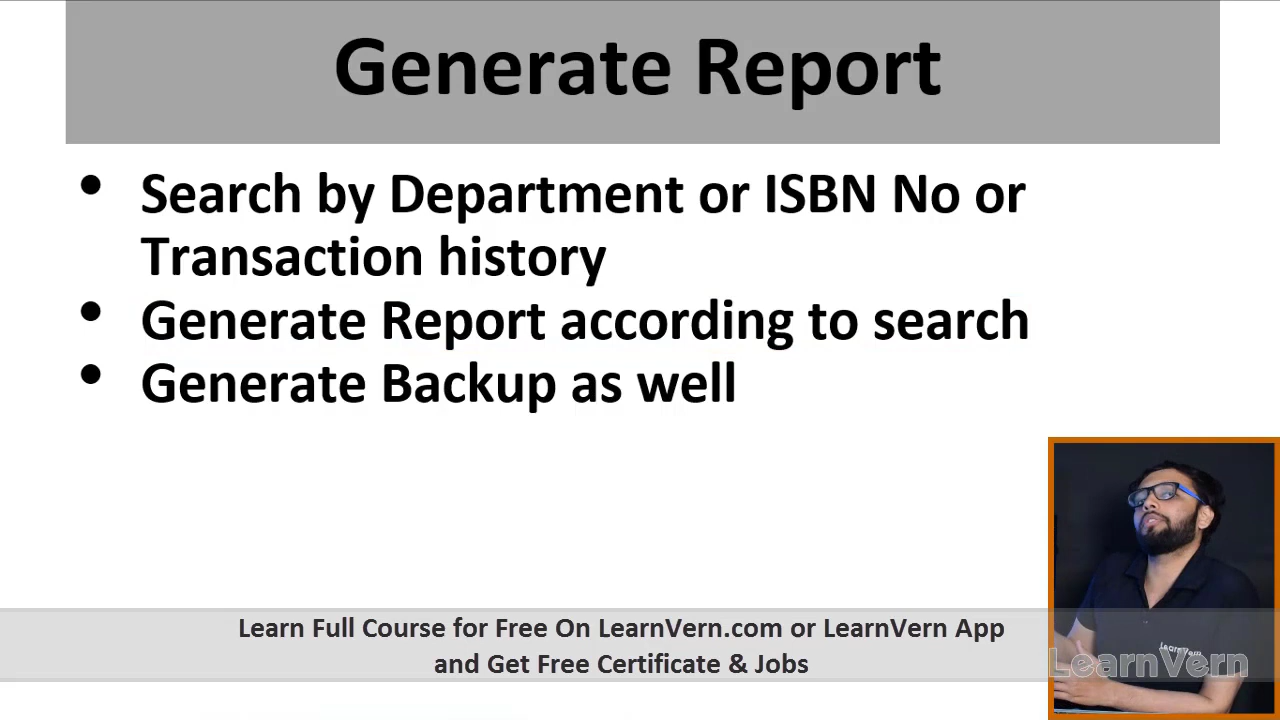 Generate Report
• Search by Department or ISBN No or
Transaction history
• Generate Report according to search
• Generate Backup as well
Learn Full Course for Free On LearnVern.com or LearnVern App
and Get Free Certificate & Jobs
LearnVern
LearnVern